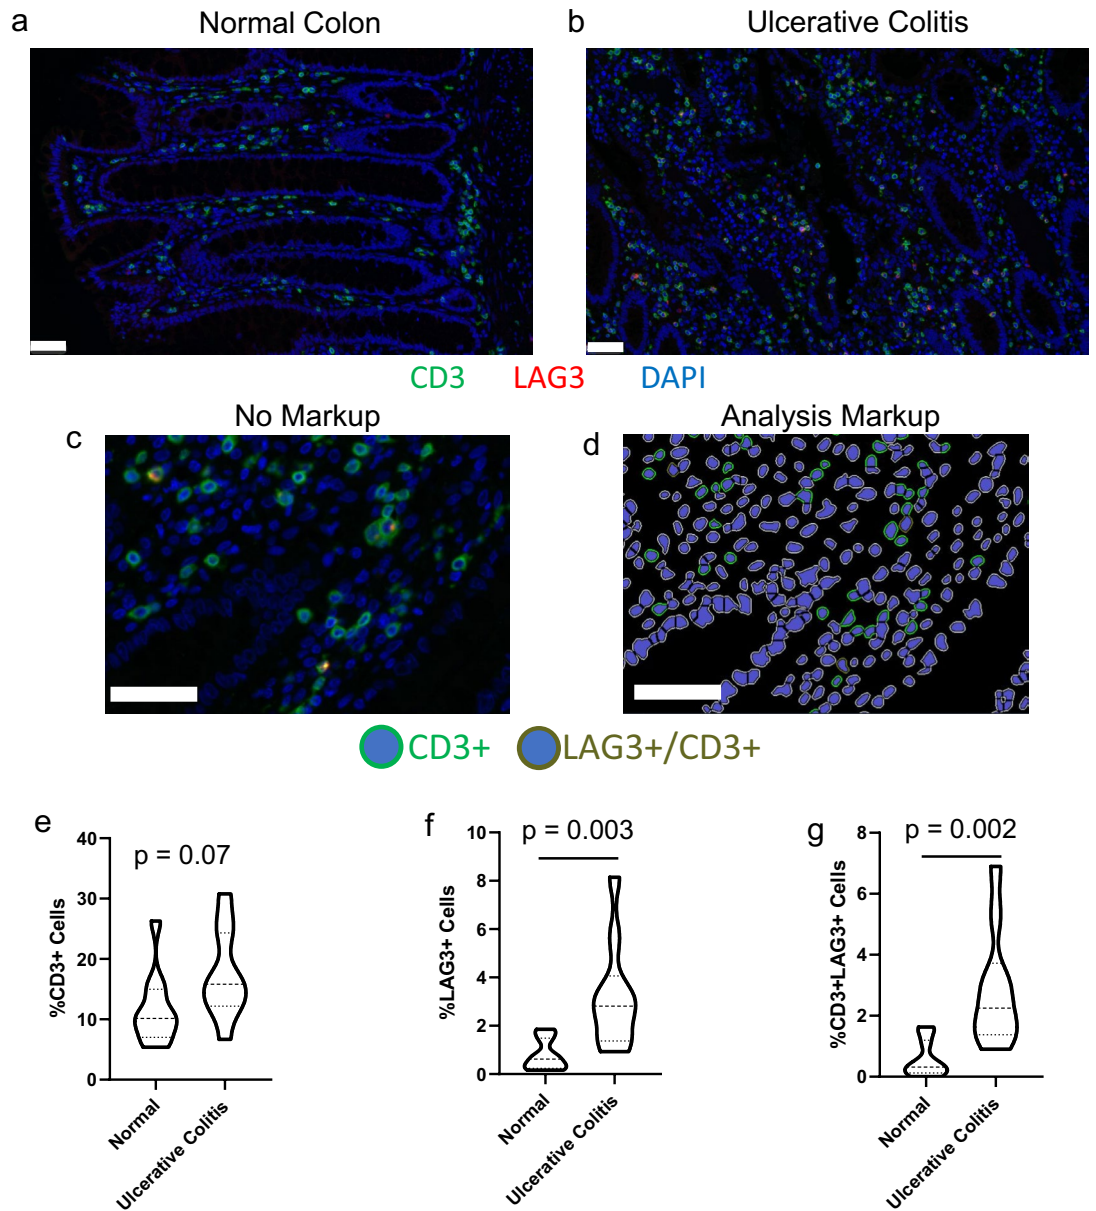 a Normal Colon
b Ulcerative Colitis
CD3 LAG3 DAPI
c No Markup
d Analysis Markup
CD3+ LAG3+/CD3+
e
p = 0.07
%CD3+ Cells
40
30
20
10
0
Normal
Ulcerative Colitis
f
p = 0.003
%LAG3+ Cells
10
8
6
4
2
0
Normal
Ulcerative Colitis
g
p = 0.002
%CD3+LAG3+ Cells
8
6
4
2
0
Normal
Ulcerative Colitis